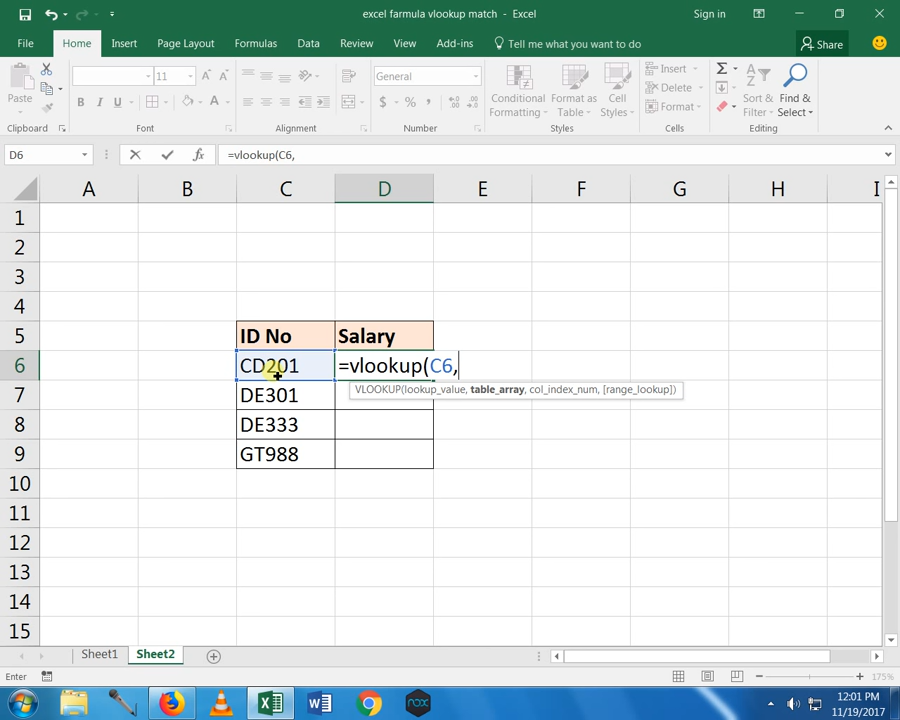 excel farmula vlookup match - Excel
Sign in
File Home Insert Page Layout Formulas Data Review View Add-ins Tell me what you want to do Share
Paste
11
B I U
General
$ % ,
Conditional Formatting
Format as Table
Cell Styles
Insert
Delete
Format
Sort & Filter
Find & Select
Clipboard Font Alignment Number Styles Cells Editing
D6 fx =vlookup(C6,
A B C D E F G H I
1
2
3
4
5 ID No Salary
6 CD201 =vlookup(C6,
VLOOKUP(lookup_value, table_array, col_index_num, [range_lookup])
7 DE301
8 DE333
9 GT988
10
11
12
13
14
15
Sheet1 Sheet2
Enter 175%
12:01 PM
11/19/2017